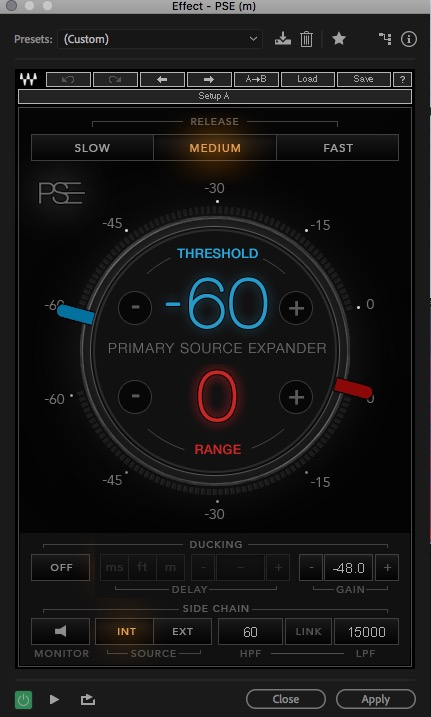 Effect - PSE (m)
Presets: (Custom)
A→B Load Save ?
Setup A
RELEASE
SLOW MEDIUM FAST
PSE
-30
-45 -15
THRESHOLD
-60 0
- -60 +
PRIMARY SOURCE EXPANDER
- 0 +
-60 0
RANGE
-45 -15
-30
DUCKING
OFF ms ft m - - + - -48.0 +
DELAY GAIN
SIDE CHAIN
INT EXT 60 LINK 15000
MONITOR SOURCE HPF LPF
Close Apply